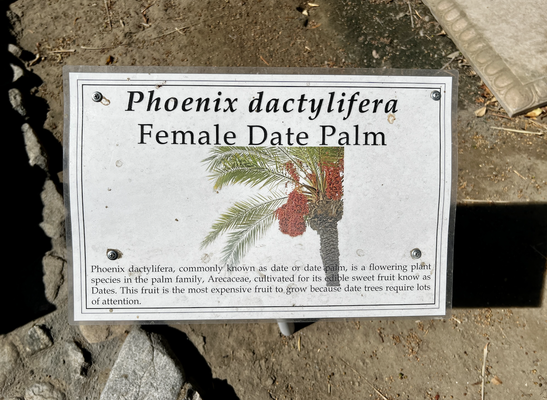 Phoenix dactylifera
Female Date Palm
Phoenix dactylifera, commonly known as date or date palm, is a flowering plant
species in the palm family, Arecaceae, cultivated for its edible sweet fruit know as
Dates. This fruit is the most expensive fruit to grow because date trees require lots
of attention.